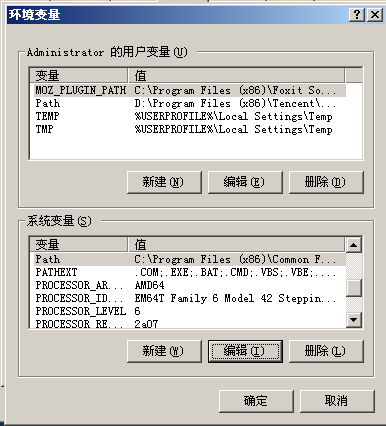 环境变量
Administrator 的用户变量(U)
变量 值
MOZ_PLUGIN_PATH C:\Program Files (x86)\Foxit So...
Path D:\Program Files (x86)\Tencent\...
TEMP %USERPROFILE%\Local Settings\Temp
TMP %USERPROFILE%\Local Settings\Temp
新建(N) 编辑(E) 删除(D)
系统变量(S)
变量 值
Path C:\Program Files (x86)\Common F...
PATHEXT .COM;.EXE;.BAT;.CMD;.VBS;.VBE;....
PROCESSOR_AR... AMD64
PROCESSOR_ID... EM64T Family 6 Model 42 Steppin...
PROCESSOR_LEVEL 6
PROCESSOR_RE... 2a07
新建(W) 编辑(I) 删除(L)
确定 取消